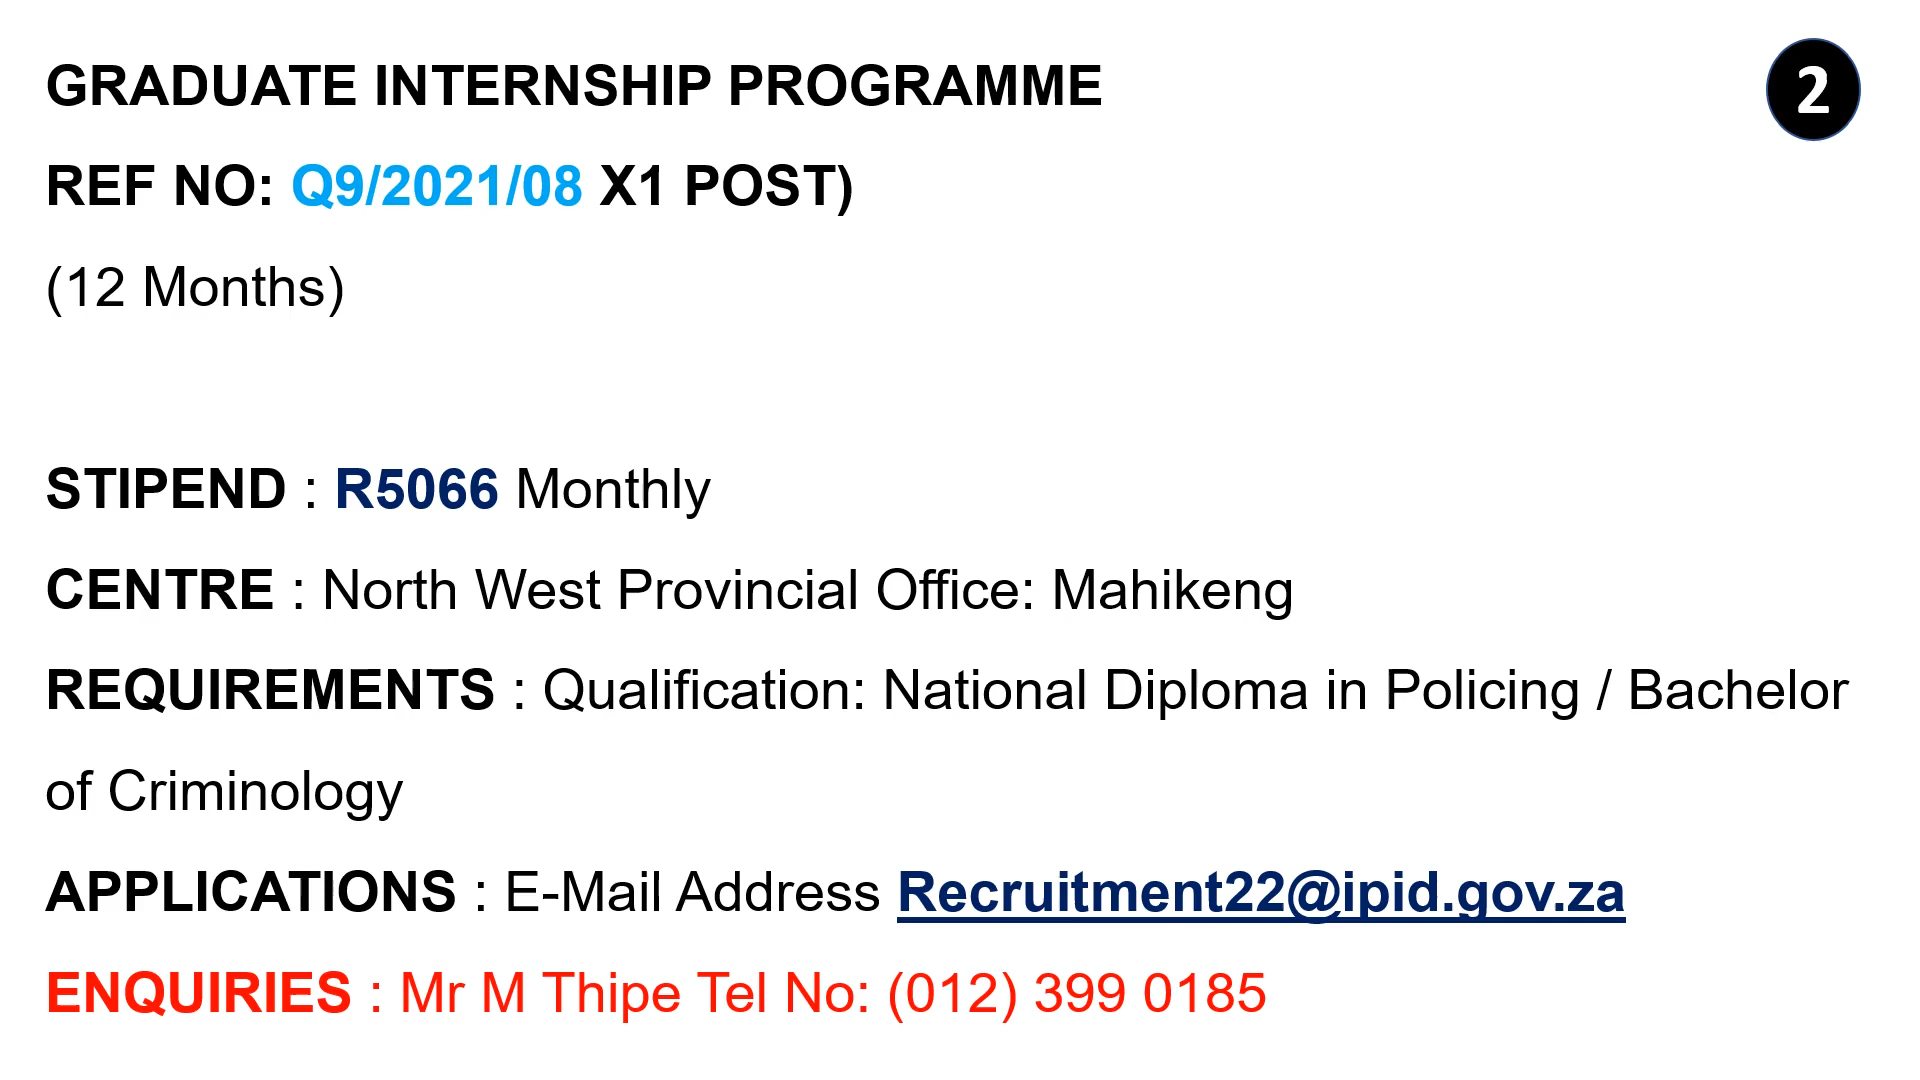 GRADUATE INTERNSHIP PROGRAMME
2
REF NO: Q9/2021/08 X1 POST)
(12 Months)
STIPEND : R5066 Monthly
CENTRE : North West Provincial Office: Mahikeng
REQUIREMENTS : Qualification: National Diploma in Policing / Bachelor
of Criminology
APPLICATIONS : E-Mail Address Recruitment22@ipid.gov.za
ENQUIRIES : Mr M Thipe Tel No: (012) 399 0185